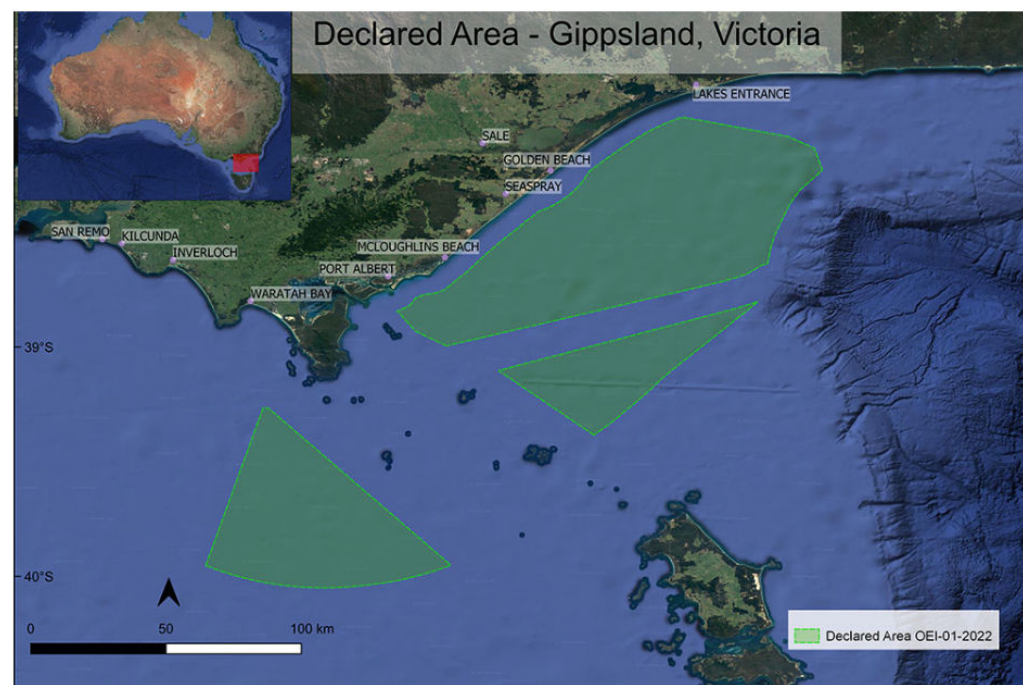 Declared Area - Gippsland, Victoria
LAKES ENTRANCE
SALE
GOLDEN BEACH
SEASPRAY
SAN REMO
KILCUNDA
INVERLOCH
MCLOUGHLINS BEACH
PORT ALBERT
WARATAH BAY
39°S
40°S
0 50 100 km
Declared Area OEI-01-2022